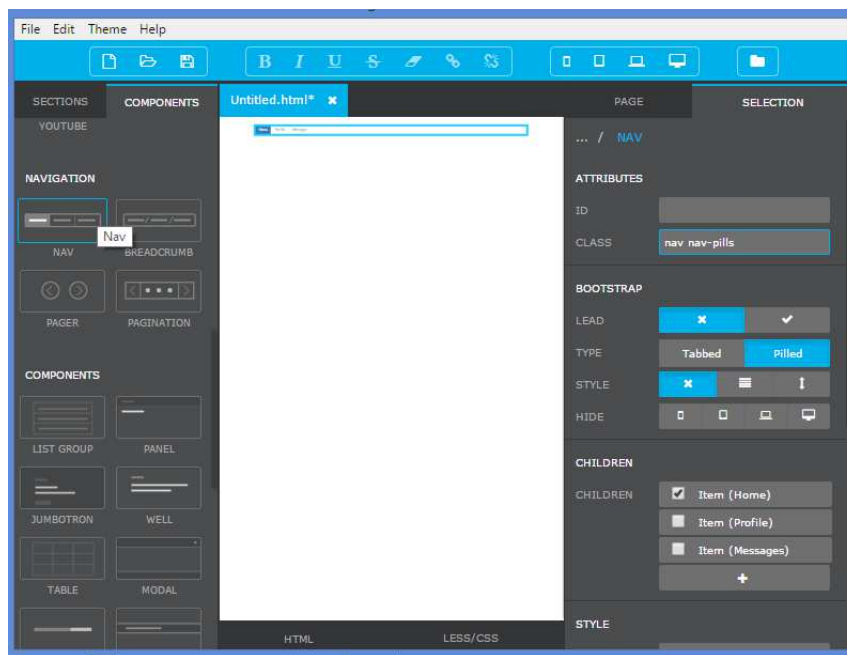 File Edit Theme Help
B I U S
SECTIONS COMPONENTS
Untitled.html* ×
PAGE SELECTION
YOUTUBE
... / NAV
NAVIGATION
ATTRIBUTES
ID
Nav
CLASS nav nav-pills
NAV BREADCRUMB
BOOTSTRAP
LEAD
PAGER PAGINATION
TYPE Tabbed Pilled
COMPONENTS
STYLE
HIDE
LIST GROUP PANEL
CHILDREN
CHILDREN Item (Home)
Item (Profile)
Item (Messages)
+
JUMBOTRON WELL
TABLE MODAL
STYLE
HTML LESS/CSS